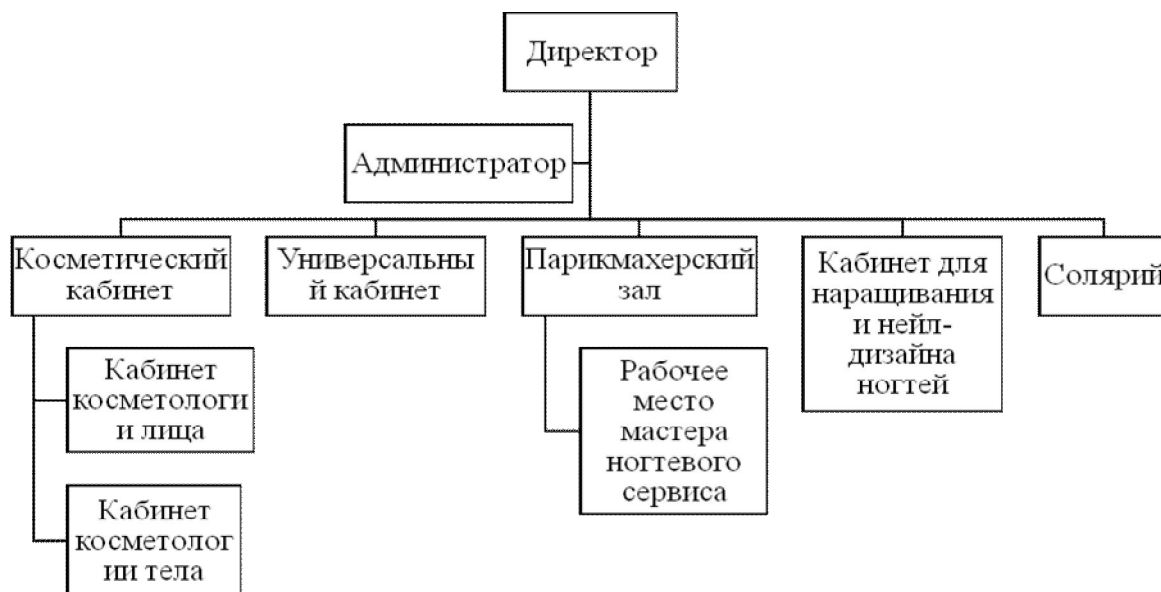 Директор
Администратор
Косметический
кабинет
Универсальны
й кабинет
Парикмахерский
зал
Кабинет для
наращивания
и нейл-
дизайна
ногтей
Солярий
Кабинет
косметологи
и лица
Рабочее
место
мастера
ногтевого
сервиса
Кабинет
косметолог
ии тела